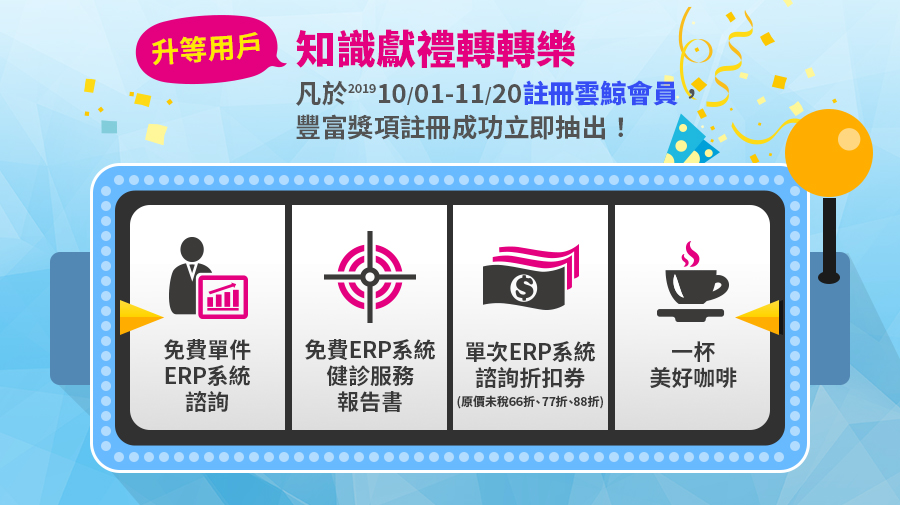 升等用戶
知識獻禮轉轉樂
凡於2019 10/01-11/20註冊雲鯨會員，
豐富獎項註冊成功立即抽出！
免費單件
ERP系統
諮詢
免費ERP系統
健診服務
報告書
單次ERP系統
諮詢折扣券
(原價未稅66折、77折、88折)
一杯
美好咖啡